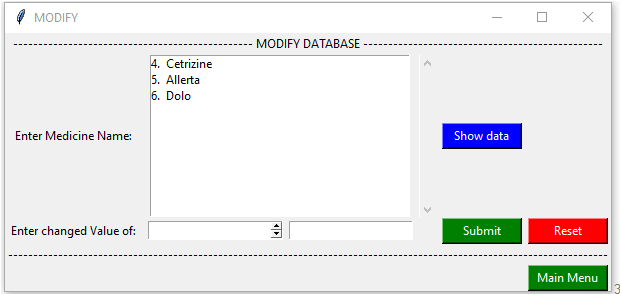 MODIFY
---------------------------------------------------- MODIFY DATABASE ----------------------------------------------------
4. Cetrizine
5. Allerta
6. Dolo
Enter Medicine Name:
Show data
Enter changed Value of:
Submit
Reset
Main Menu
3